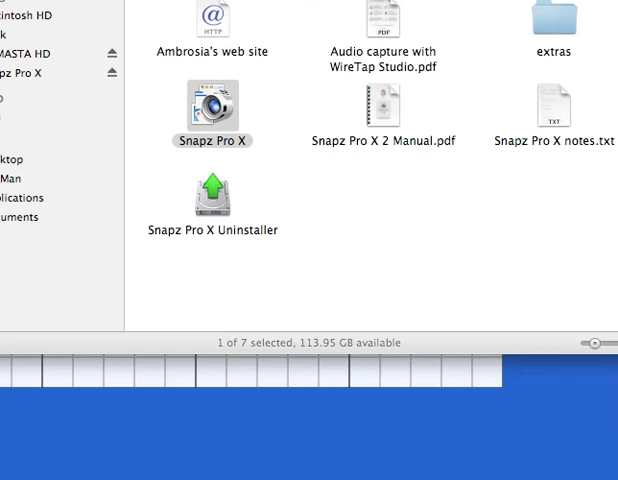 cintosh HD
k
MASTA HD
pz Pro X
ktop
Man
plications
uments
@
HTTP
Ambrosia's web site
PDF
Audio capture with
WireTap Studio.pdf
extras
Snapz Pro X
Snapz Pro X 2 Manual.pdf
TXT
Snapz Pro X notes.txt
Snapz Pro X Uninstaller
1 of 7 selected, 113.95 GB available